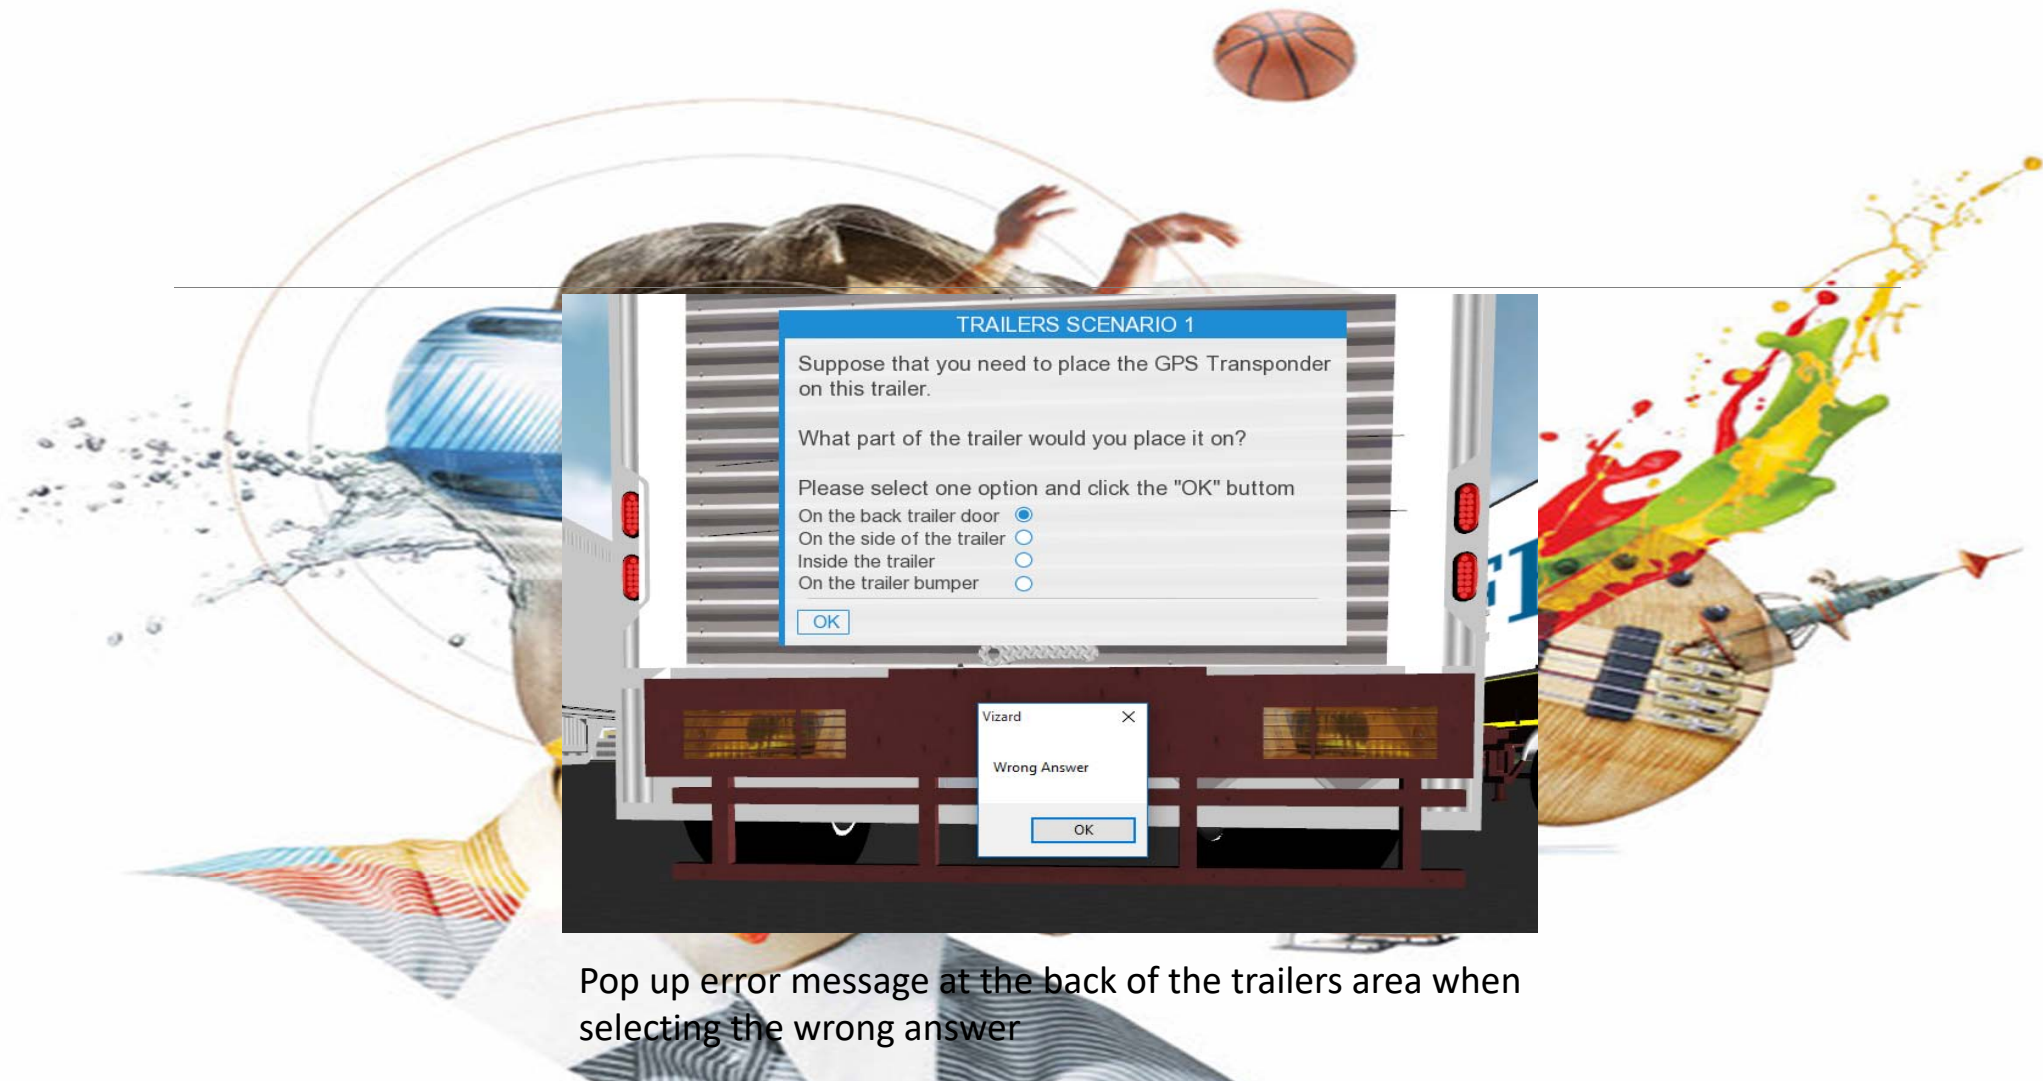 TRAILERS SCENARIO 1
Suppose that you need to place the GPS Transponder
on this trailer.
What part of the trailer would you place it on?
Please select one option and click the "OK" buttom
On the back trailer door
On the side of the trailer
Inside the trailer
On the trailer bumper
OK
Vizard
Wrong Answer
OK
Pop up error message at the back of the trailers area when
selecting the wrong answer